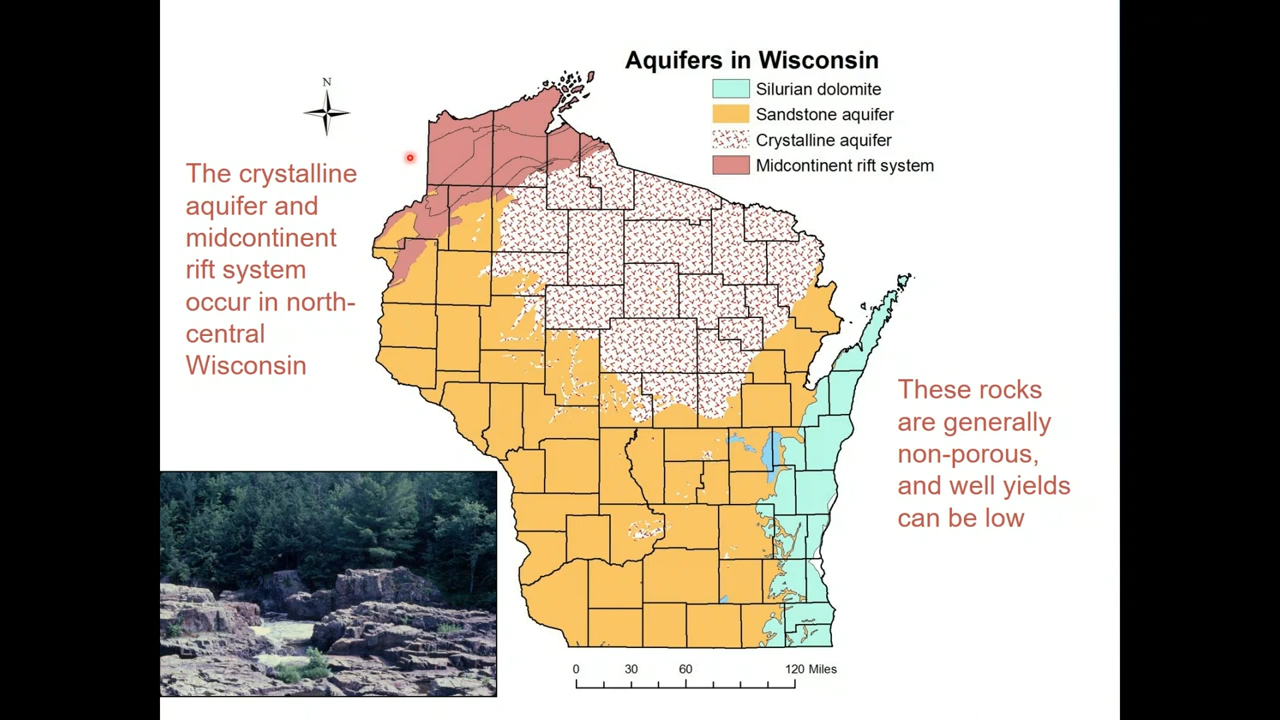 Aquifers in Wisconsin
Silurian dolomite
Sandstone aquifer
Crystalline aquifer
Midcontinent rift system
N
The crystalline
aquifer and
midcontinent
rift system
occur in north-
central
Wisconsin
These rocks
are generally
non-porous,
and well yields
can be low
0 30 60 120 Miles